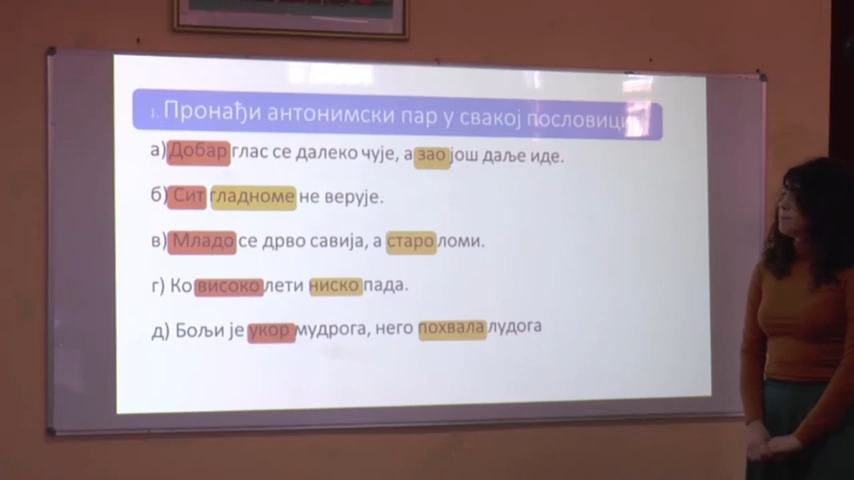 1. Пронађи антонимски пар у свакој пословици
а) Добар глас се далеко чује, а зао још даље иде.
б) Сит гладноме не верује.
в) Младо се дрво савија, а старо ломи.
г) Ко високо лети ниско пада.
д) Бољи је укор мудрога, него похвала лудога